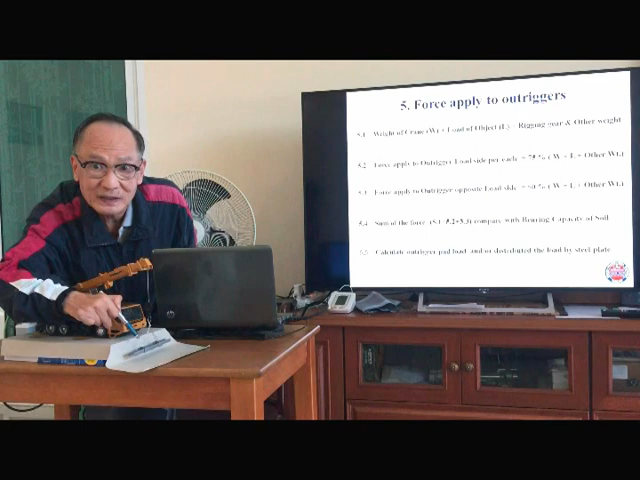 5. Force apply to outriggers
5.1 Weight of Crane (W) + Load of Object (L) + Rigging gear & Other weight
5.2 Force apply to Outrigger Load side per each = 75 % ( W + L + Other Wt.)
5.3 Force apply to Outrigger opposite Load side % ( W + L + Other Wt.)
5.4 Sum of the force (5.1+5.2+5.3) compare with Bearing Capacity of Soil
5.5 Calculate outrigger pad load and/or distributed the load by steel plate
hp